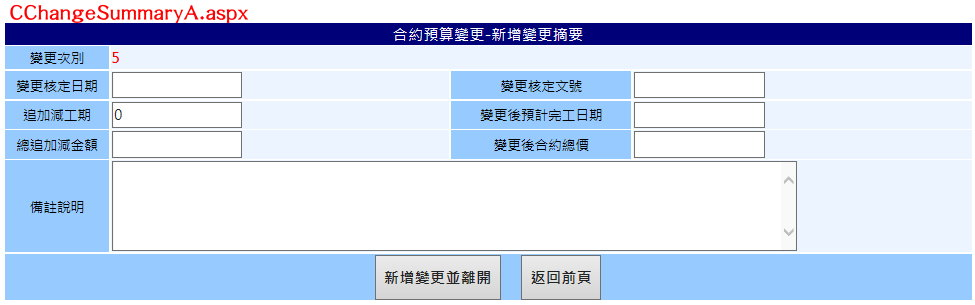 CChangeSummaryA.aspx
合約預算變更-新增變更摘要
變更次別 5
變更核定日期 變更核定文號
追加減工期 0 變更後預計完工日期
總追加減金額 變更後合約總價
備註說明
新增變更並離開 返回前頁